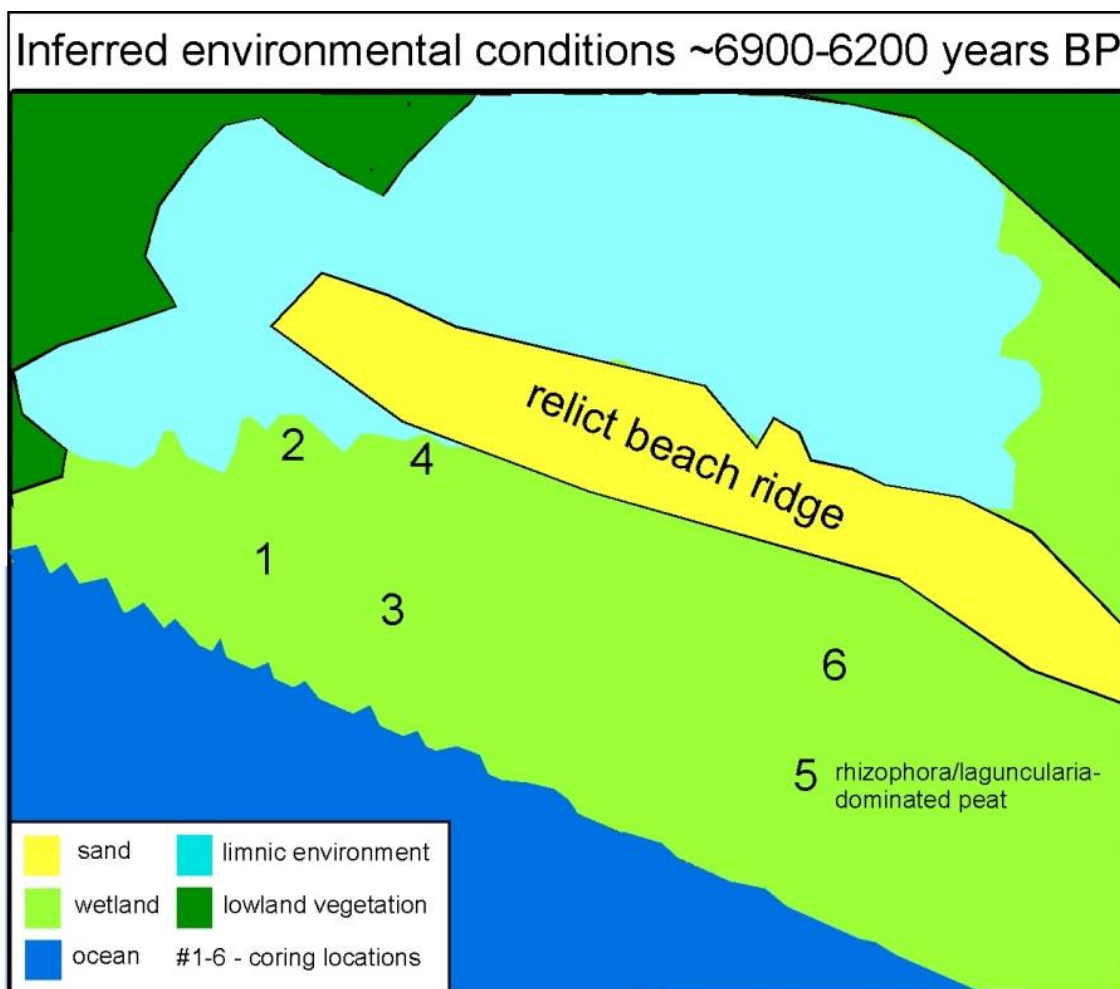 Inferred environmental conditions ~6900-6200 years BP
relict beach ridge
2
4
1
3
6
5 rhizophora/laguncularia-
dominated peat
sand
limnic environment
wetland
lowland vegetation
ocean
#1-6 - coring locations